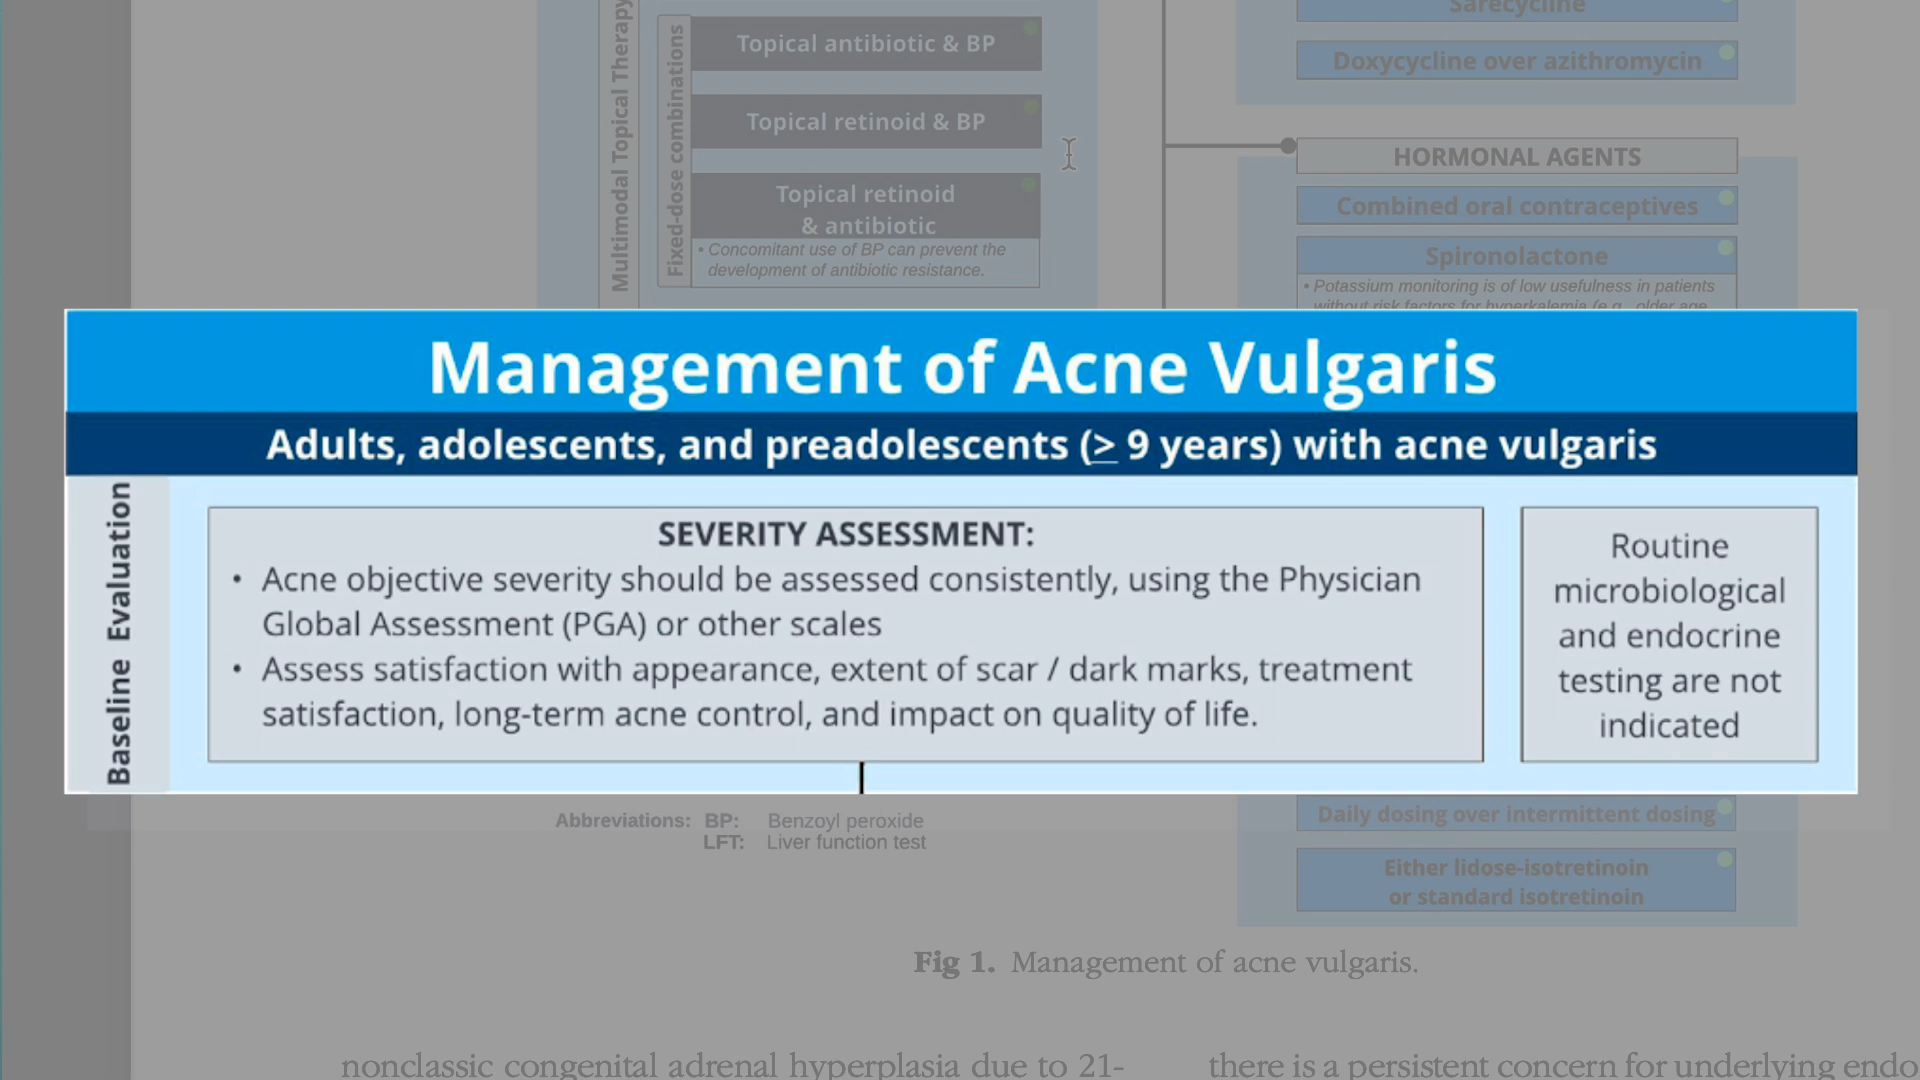 Multimodal Topical Therapy
Fixed-dose combinations
Topical antibiotic & BP
Topical retinoid & BP
Topical retinoid
& antibiotic
• Concomitant use of BP can prevent the
development of antibiotic resistance.
Sarecycline
Doxycycline over azithromycin
HORMONAL AGENTS
Combined oral contraceptives
Spironolactone
• Potassium monitoring is of low usefulness in patients
without risk factors for hyperkalemia (e.g., older age,
Management of Acne Vulgaris
Adults, adolescents, and preadolescents (≥ 9 years) with acne vulgaris
Baseline Evaluation
SEVERITY ASSESSMENT:
• Acne objective severity should be assessed consistently, using the Physician
Global Assessment (PGA) or other scales
• Assess satisfaction with appearance, extent of scar / dark marks, treatment
satisfaction, long-term acne control, and impact on quality of life.
Routine
microbiological
and endocrine
testing are not
indicated
Abbreviations: BP: Benzoyl peroxide
LFT: Liver function test
Daily dosing over intermittent dosing
Either lidose-isotretinoin
or standard isotretinoin
Fig 1. Management of acne vulgaris.
nonclassic congenital adrenal hyperplasia due to 21-
there is a persistent concern for underlying endo